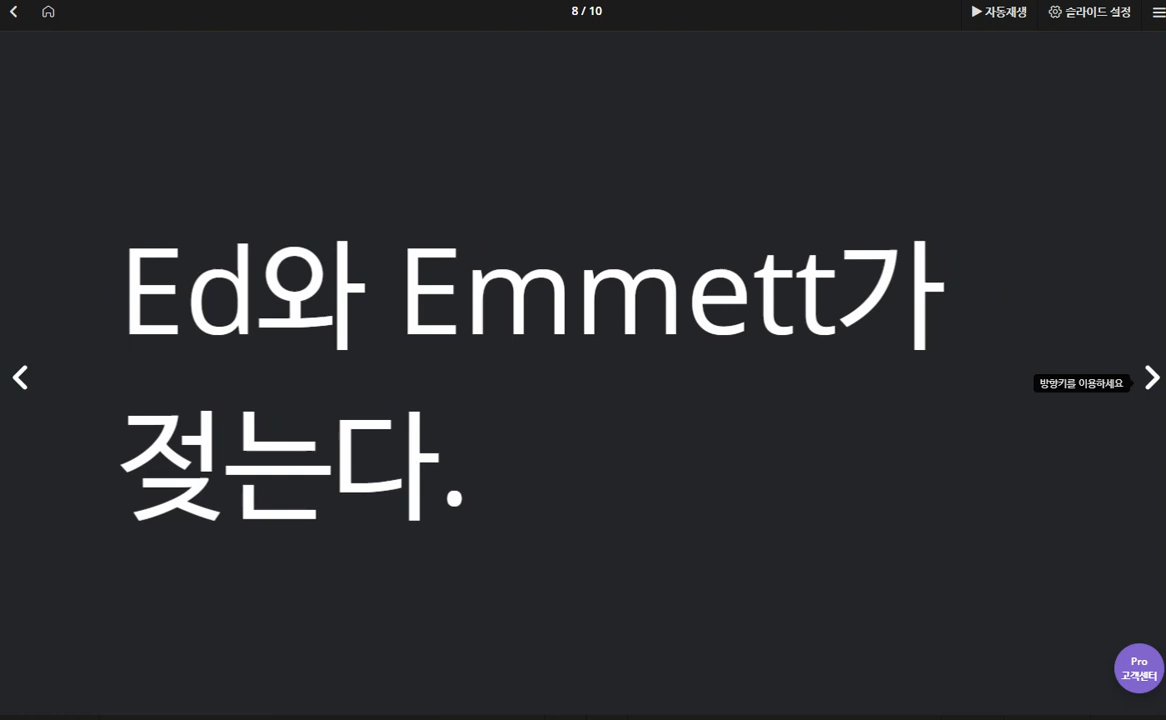 8 / 10
▶ 자동재생
슬라이드 설정
Ed와 Emmett가
젖는다.
방향키를 이용하세요
Pro
고객센터